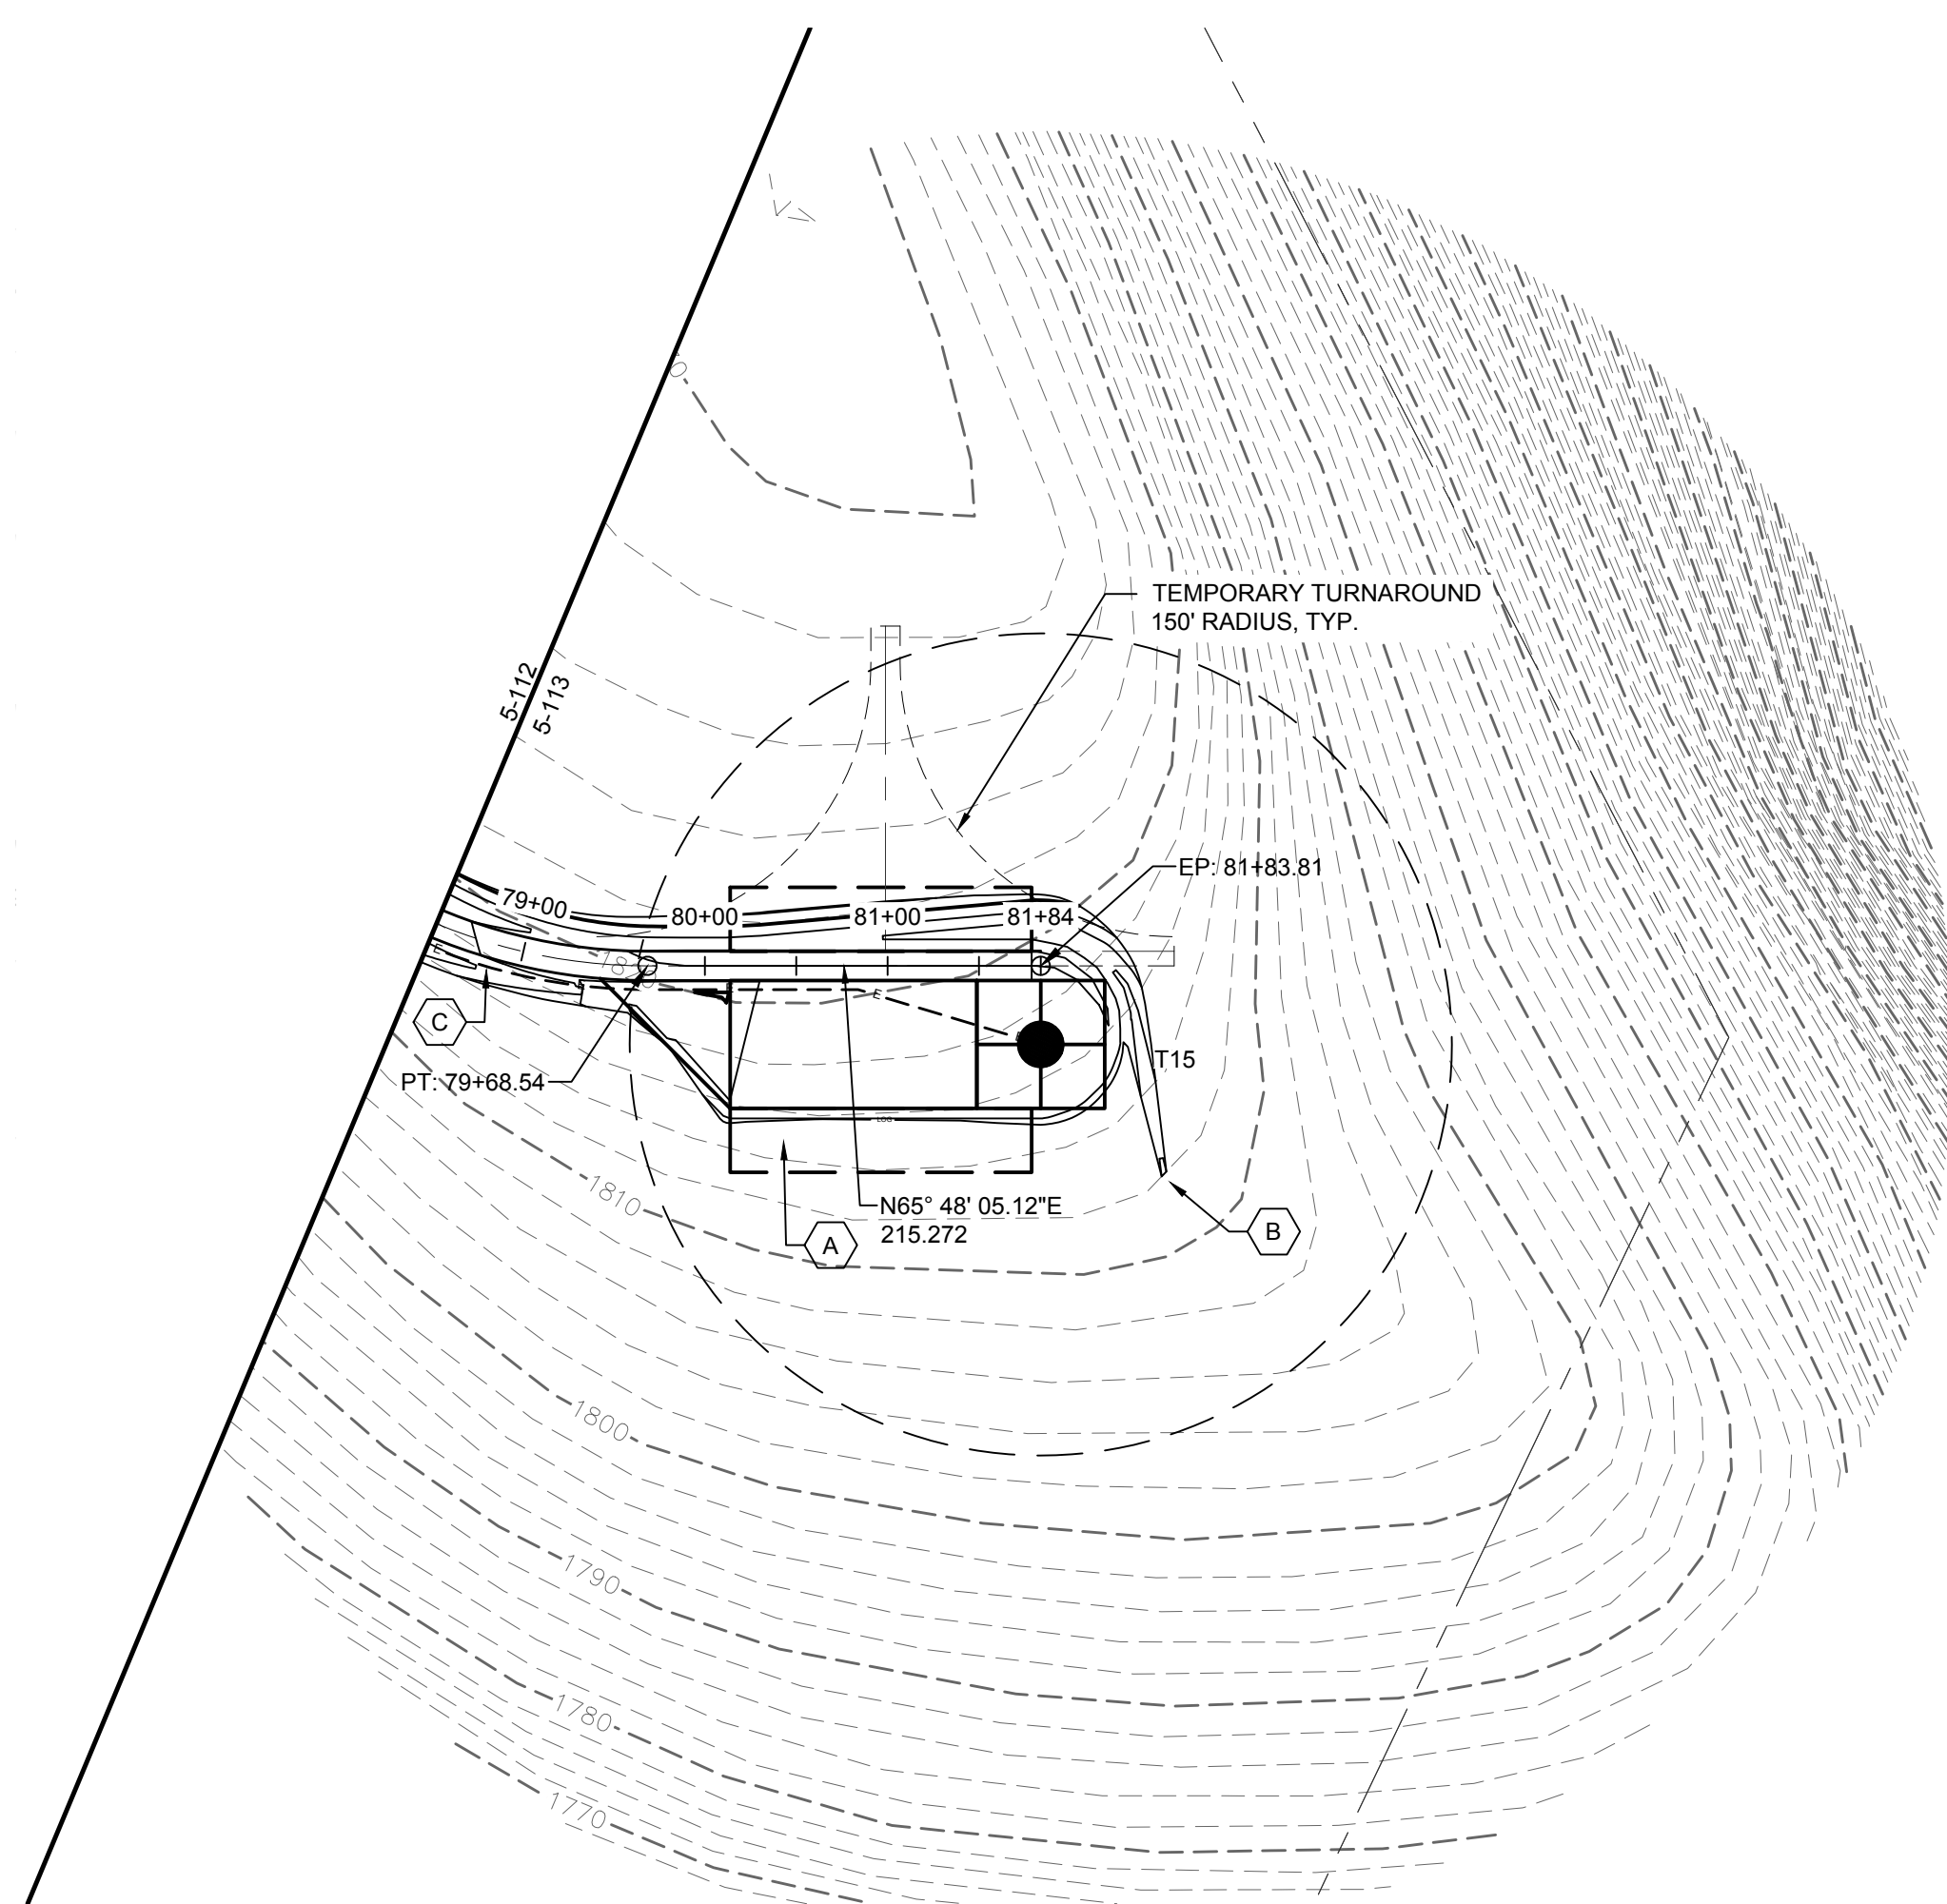 TEMPORARY TURNAROUND
150' RADIUS, TYP.
5-112
5-113
EP: 81+83.81
79+00
80+00
81+00
81+84
E
E
C
PT: 79+68.54
T15
LOG
1810
N65° 48' 05.12"E
215.272
A
B
1800
1790
1780
1770